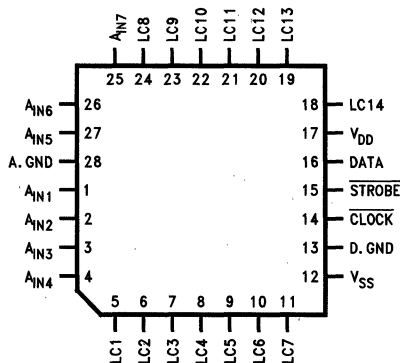 AIN7 LC8 LC9 LC10 LC11 LC12 LC13
25 24 23 22 21 20 19
AIN6 26 18 LC14
AIN5 27 17 VDD
A.GND 28 16 DATA
AIN1 1 15 STROBE
AIN2 2 14 CLOCK
AIN3 3 13 D.GND
AIN4 4 12 VSS
5 6 7 8 9 10 11
LC1 LC2 LC3 LC4 LC5 LC6 LC7